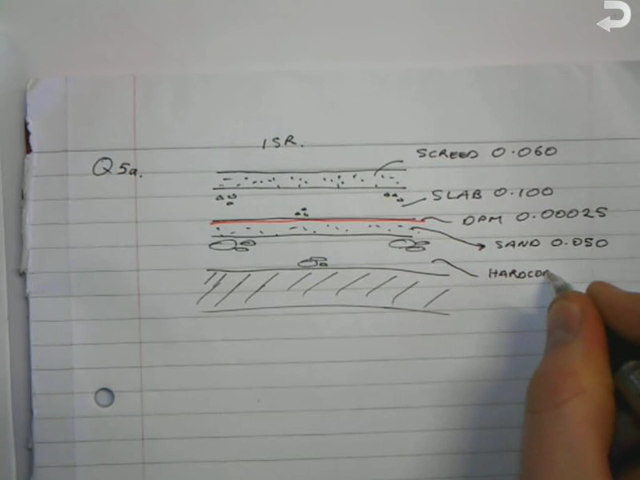 ISR.
Q5a.
SCREED 0.060
SLAB 0.100
DPM 0.00025
SAND 0.050
HARDCO